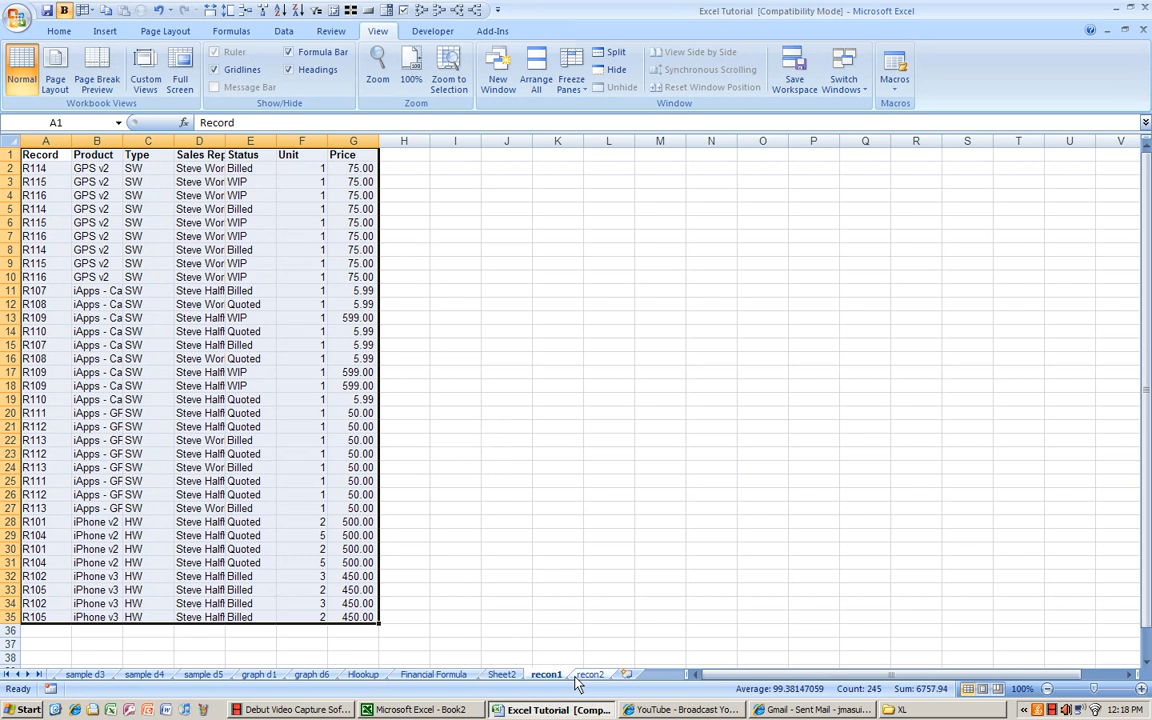 Excel Tutorial [Compatibility Mode] - Microsoft Excel
Home Insert Page Layout Formulas Data Review View Developer Add-Ins
Normal Page Layout Page Break Preview Custom Views Full Screen
Workbook Views
Ruler Formula Bar
Gridlines Headings
Message Bar
Show/Hide
Zoom 100% Zoom to Selection
Zoom
New Window Arrange All Freeze Panes
Split
Hide
Unhide
View Side by Side
Synchronous Scrolling
Reset Window Position
Window
Save Workspace Switch Windows
Macros
Macros
A1 fx Record
A B C D E F G H I J K L M N O P Q R S T U V
1 Record Product Type Sales Rep Status Unit Price
2 R114 GPS v2 SW Steve Wor Billed 1 75.00
3 R115 GPS v2 SW Steve Wor WIP 1 75.00
4 R116 GPS v2 SW Steve Wor WIP 1 75.00
5 R114 GPS v2 SW Steve Wor Billed 1 75.00
6 R115 GPS v2 SW Steve Wor WIP 1 75.00
7 R116 GPS v2 SW Steve Wor WIP 1 75.00
8 R114 GPS v2 SW Steve Wor Billed 1 75.00
9 R115 GPS v2 SW Steve Wor WIP 1 75.00
10 R116 GPS v2 SW Steve Wor WIP 1 75.00
11 R107 iApps - Ca SW Steve Half Billed 1 5.99
12 R108 iApps - Ca SW Steve Wor Quoted 1 5.99
13 R109 iApps - Ca SW Steve Half WIP 1 599.00
14 R110 iApps - Ca SW Steve Half Quoted 1 5.99
15 R107 iApps - Ca SW Steve Half Billed 1 5.99
16 R108 iApps - Ca SW Steve Wor Quoted 1 5.99
17 R109 iApps - Ca SW Steve Half WIP 1 599.00
18 R109 iApps - Ca SW Steve Half WIP 1 599.00
19 R110 iApps - Ca SW Steve Half Quoted 1 5.99
20 R111 iApps - GF SW Steve Half Quoted 1 50.00
21 R112 iApps - GF SW Steve Half Quoted 1 50.00
22 R113 iApps - GF SW Steve Wor Billed 1 50.00
23 R112 iApps - GF SW Steve Half Quoted 1 50.00
24 R113 iApps - GF SW Steve Wor Billed 1 50.00
25 R111 iApps - GF SW Steve Half Quoted 1 50.00
26 R112 iApps - GF SW Steve Half Quoted 1 50.00
27 R113 iApps - GF SW Steve Wor Billed 1 50.00
28 R101 iPhone v2 HW Steve Half Quoted 2 500.00
29 R104 iPhone v2 HW Steve Half Quoted 5 500.00
30 R101 iPhone v2 HW Steve Half Quoted 2 500.00
31 R104 iPhone v2 HW Steve Half Quoted 5 500.00
32 R102 iPhone v3 HW Steve Half Billed 3 450.00
33 R105 iPhone v3 HW Steve Half Billed 2 450.00
34 R102 iPhone v3 HW Steve Half Billed 3 450.00
35 R105 iPhone v3 HW Steve Half Billed 2 450.00
36
37
38
sample d3 sample d4 sample d5 graph d1 graph d6 Hlookup Financial Formula Sheet2 recon1 recon2
Ready Average: 99.38147059 Count: 245 Sum: 6757.94 100%
Start Debut Video Capture Sof... Microsoft Excel - Book2 Excel Tutorial [Comp... YouTube - Broadcast Yo... Gmail - Sent Mail - jmasui... XL 12:18 PM